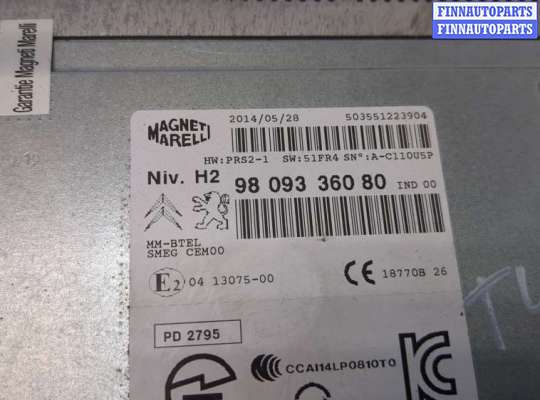 FINNAUTOPARTS
FINNAUTOPARTS
Garantie Magneti Marelli
MAGNETI
MARELLI
2014/05/28 503551223904
HW:PRS2-1 SW:51FR4 SN°:A-C110U5P
Niv. H2 98 093 360 80 IND 00
MM-BTEL
SMEG CEM00
E2 04 13075-00 CE 18770B 26
PD 2795
CCAI14LP0810T0